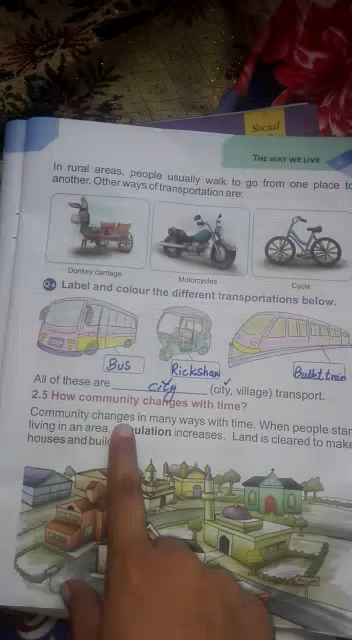 Social
THE WAY WE LIVE
In rural areas, people usually walk to go from one place to
another. Other ways of transportation are:
Donkey carriage
Motorcycles
Cycle
Q4 Label and colour the different transportations below.
Bus
Rickshaw
Bullet train
All of these are city (city, village) transport.
2.5 How community changes with time?
Community changes in many ways with time. When people
living in an area, increases. Land is cleared to make
houses and